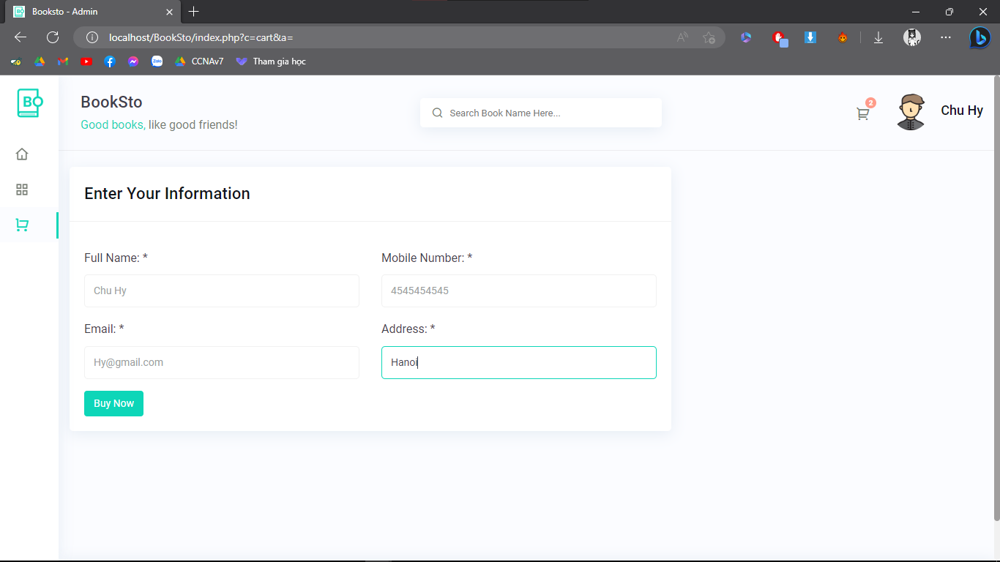 Booksto - Admin
localhost/BookSto/index.php?c=cart&a=
Zalo
CCNAv7
Tham gia học
BO
BookSto
Good books, like good friends!
Search Book Name Here...
2
Chu Hy
Enter Your Information
Full Name: *
Mobile Number: *
Chu Hy
4545454545
Email: *
Address: *
Hy@gmail.com
Hanoi
Buy Now